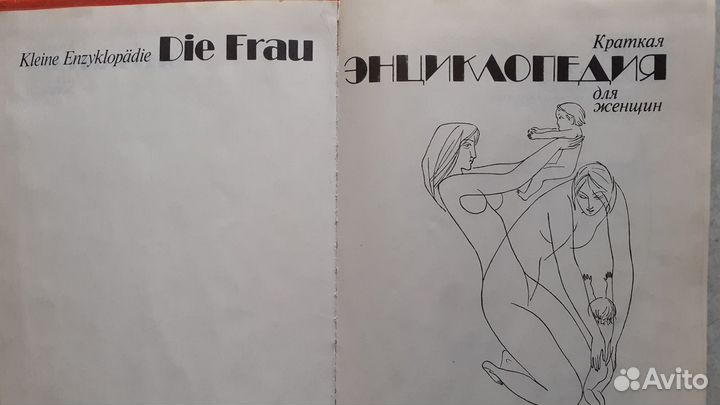 Kleine Enzyklopädie Die Frau
Краткая
ЭНЦИКЛОПЕДИЯ
для
женщин
Avito